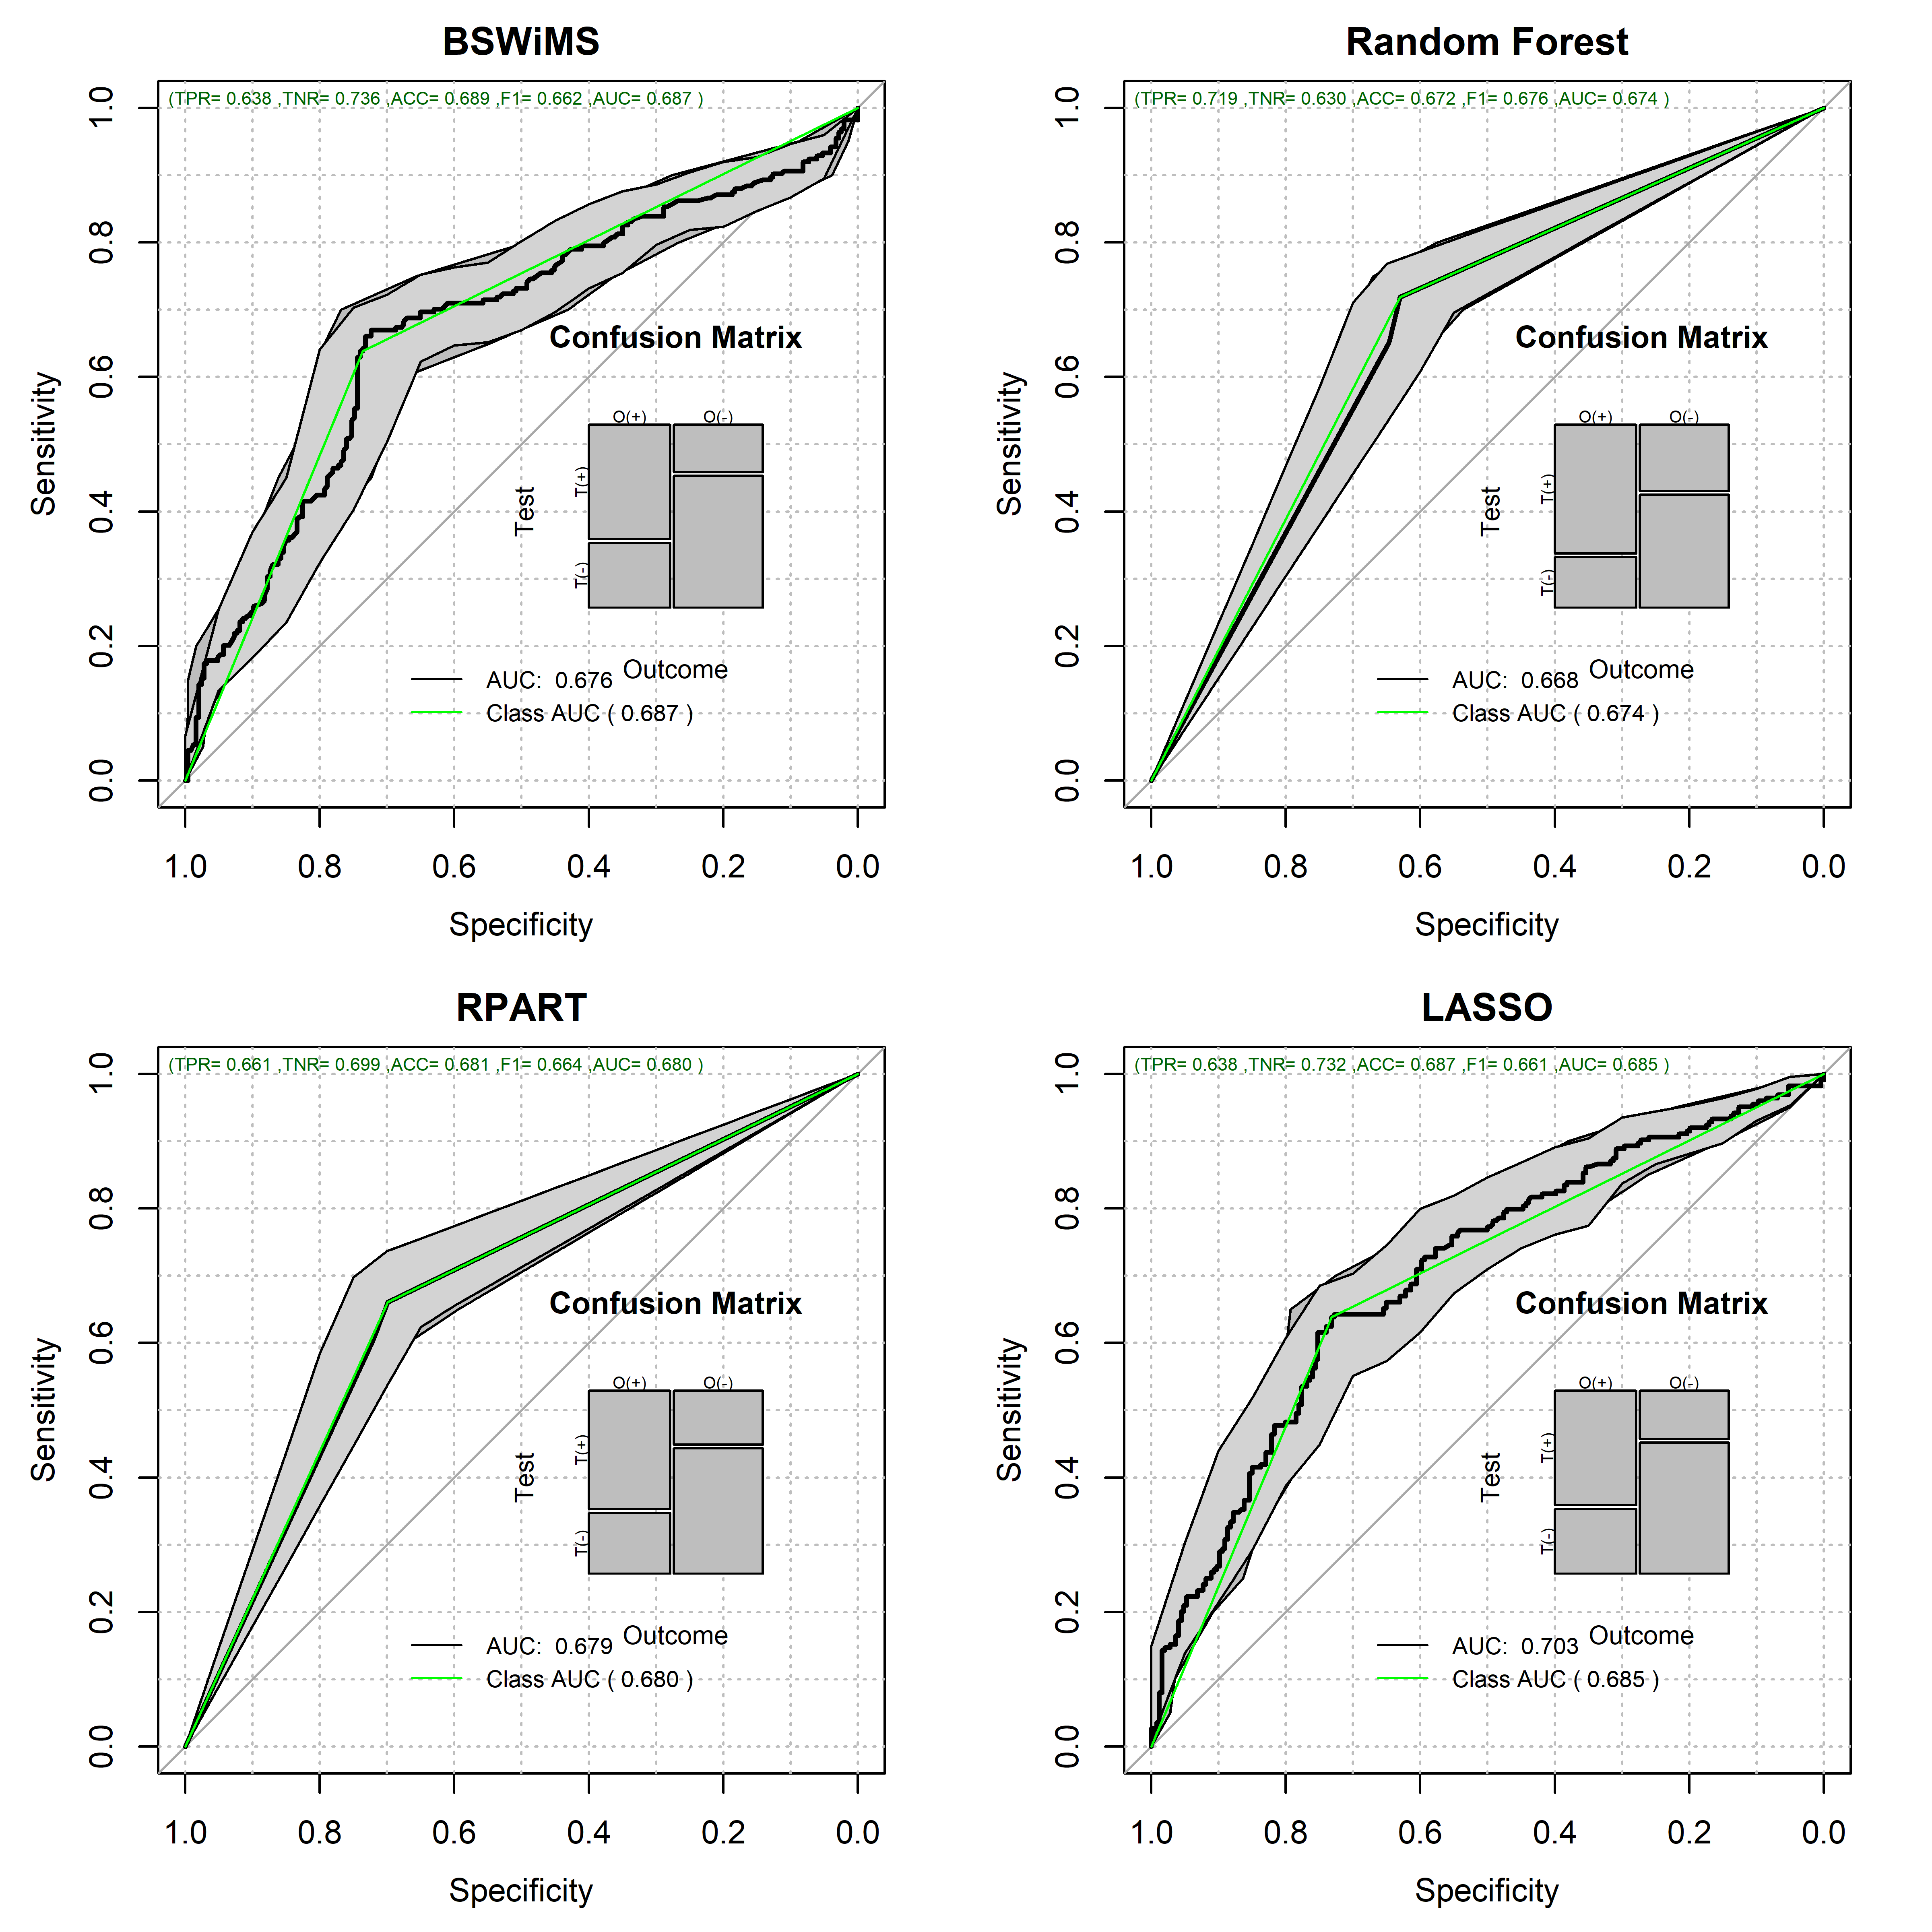 BSWiMS
(TPR= 0.638 ,TNR= 0.736 ,ACC= 0.689 ,F1= 0.662 ,AUC= 0.687 )
Sensitivity
1.0
0.8
0.6
0.4
0.2
0.0
Confusion Matrix
O(+) O(-)
T(+)
T(-)
Test
Outcome
AUC: 0.676
Class AUC ( 0.687 )
1.0 0.8 0.6 0.4 0.2 0.0
Specificity
Random Forest
(TPR= 0.719 ,TNR= 0.630 ,ACC= 0.672 ,F1= 0.676 ,AUC= 0.674 )
Sensitivity
1.0
0.8
0.6
0.4
0.2
0.0
Confusion Matrix
O(+) O(-)
T(+)
T(-)
Test
Outcome
AUC: 0.668
Class AUC ( 0.674 )
1.0 0.8 0.6 0.4 0.2 0.0
Specificity
RPART
(TPR= 0.661 ,TNR= 0.699 ,ACC= 0.681 ,F1= 0.664 ,AUC= 0.680 )
Sensitivity
1.0
0.8
0.6
0.4
0.2
0.0
Confusion Matrix
O(+) O(-)
T(+)
T(-)
Test
Outcome
AUC: 0.679
Class AUC ( 0.680 )
1.0 0.8 0.6 0.4 0.2 0.0
Specificity
LASSO
(TPR= 0.638 ,TNR= 0.732 ,ACC= 0.687 ,F1= 0.661 ,AUC= 0.685 )
Sensitivity
1.0
0.8
0.6
0.4
0.2
0.0
Confusion Matrix
O(+) O(-)
T(+)
T(-)
Test
Outcome
AUC: 0.703
Class AUC ( 0.685 )
1.0 0.8 0.6 0.4 0.2 0.0
Specificity